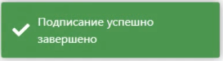 Подписание успешно
завершено